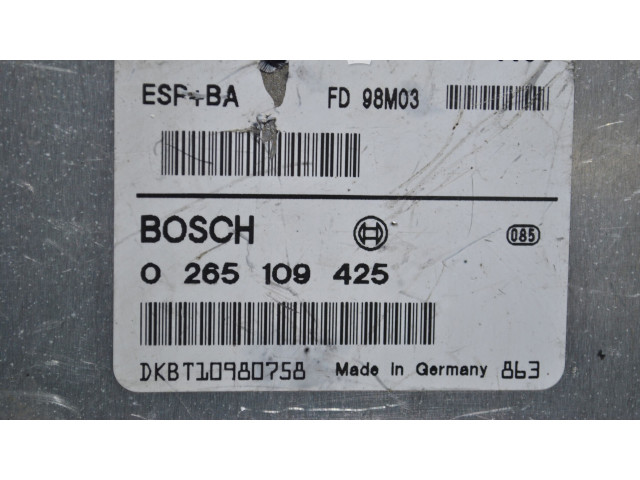 ESP+BA FD 98M03
BOSCH 085
0 265 109 425
DKBT10980758 Made in Germany 863